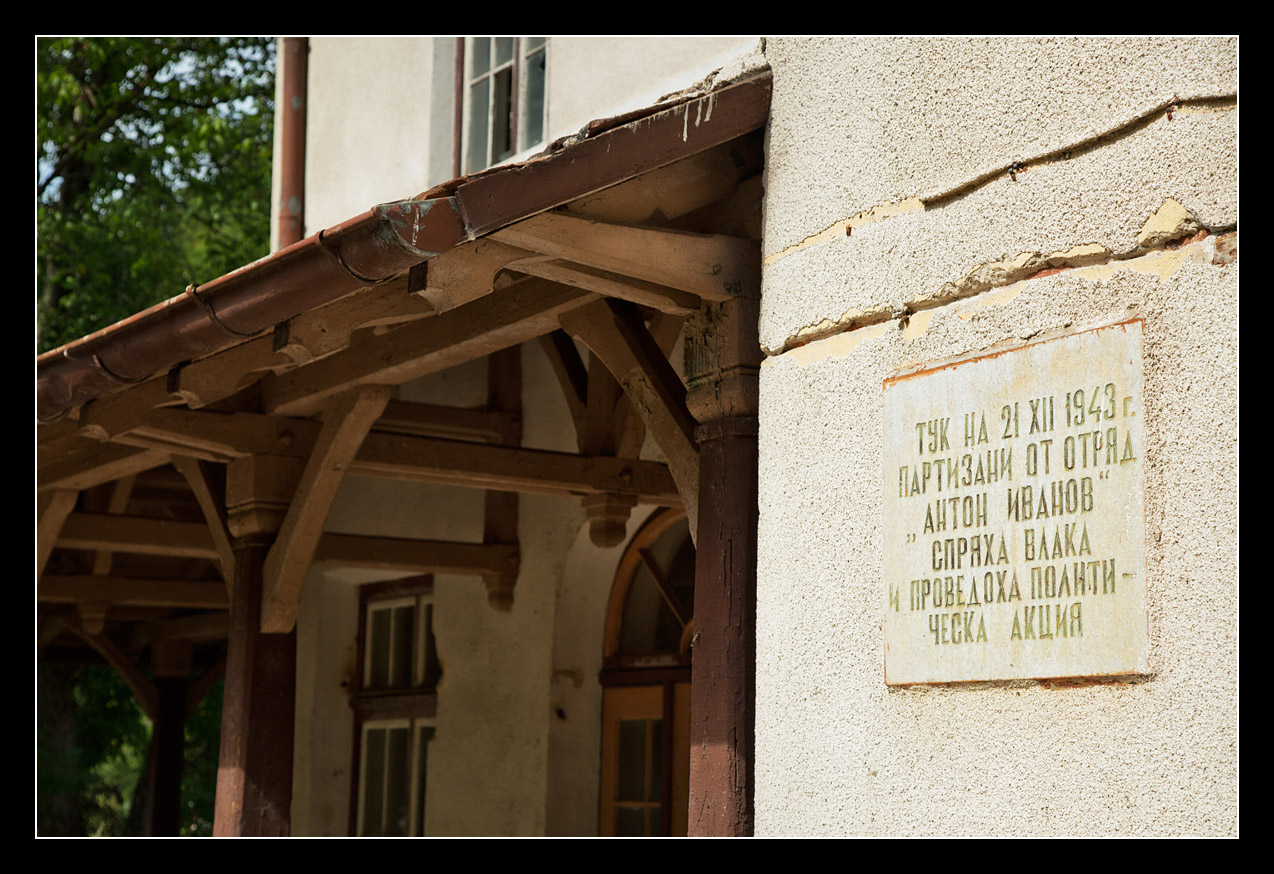 ТУК НА 21 XII 1943 г.
ПАРТИЗАНИ ОТ ОТРЯД
„АНТОН ИВАНОВ“
СПРЯХА ВЛАКА
И ПРОВЕДОХА ПОЛИТИ-
ЧЕСКА АКЦИЯ